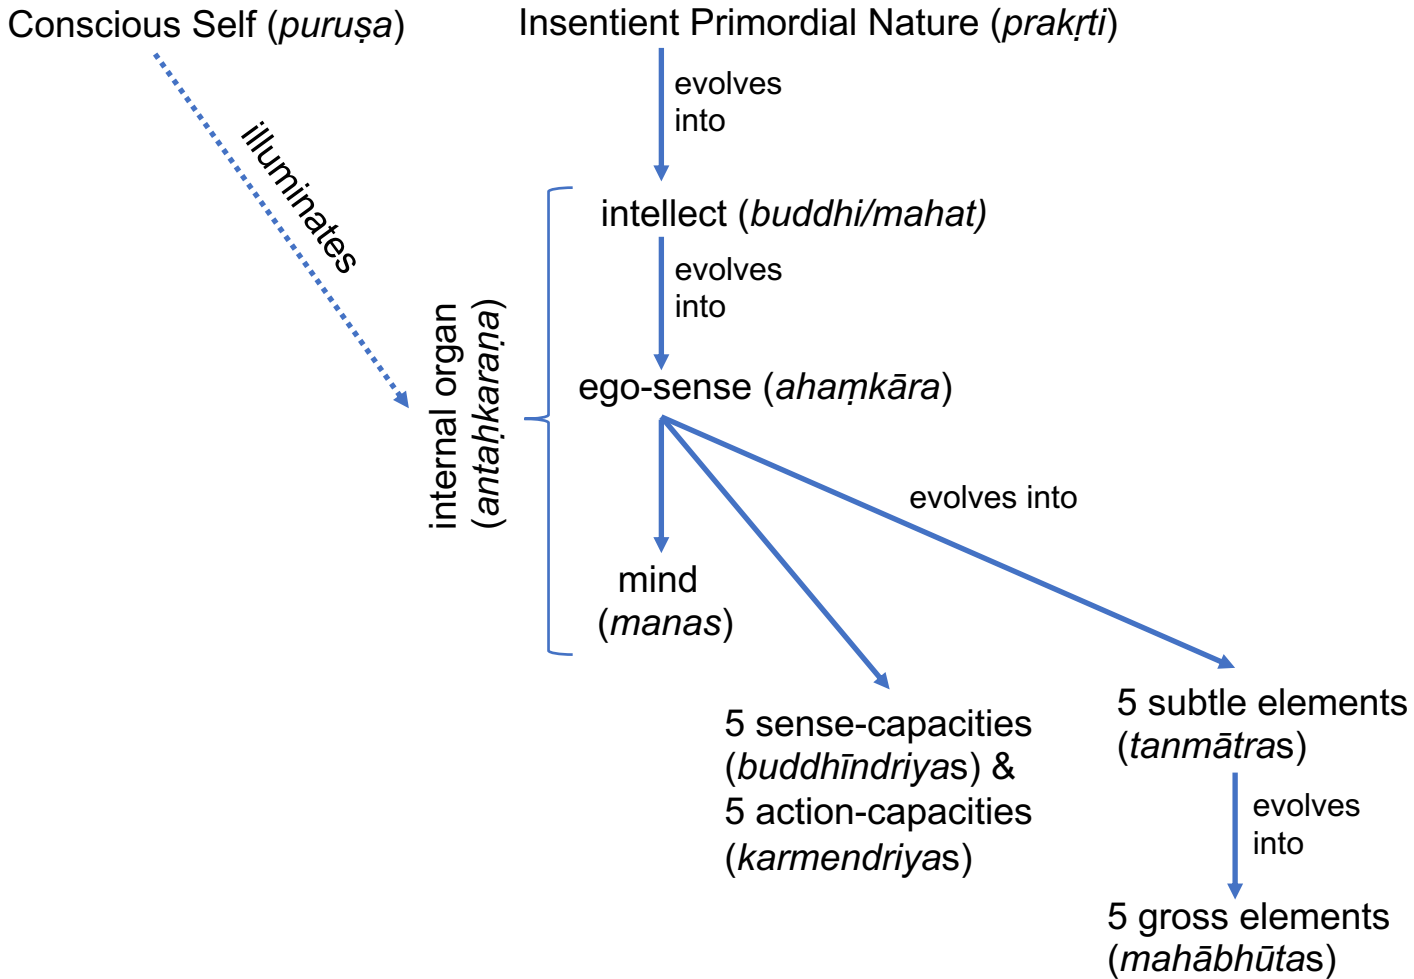 Conscious Self (puruṣa)
Insentient Primordial Nature (prakṛti)
evolves
into
illuminates
intellect (buddhi/mahat)
evolves
into
internal organ
(antaḥkaraṇa)
ego-sense (ahaṃkāra)
evolves into
mind
(manas)
5 sense-capacities
(buddhīndriyas) &
5 action-capacities
(karmendriyas)
5 subtle elements
(tanmātras)
evolves
into
5 gross elements
(mahābhūtas)